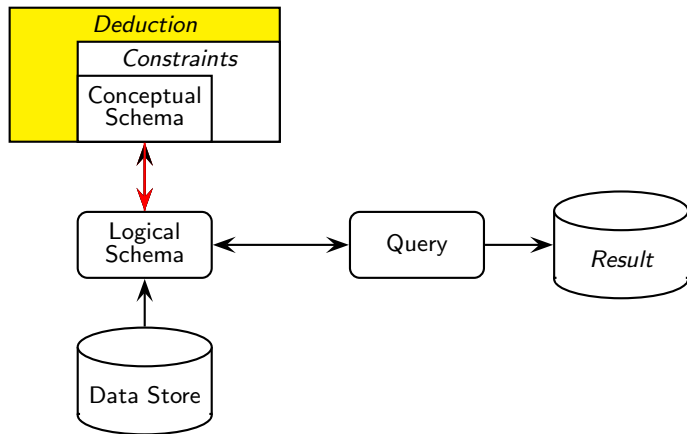 Deduction
Constraints
Conceptual
Schema
Logical
Schema
Query
Result
Data Store